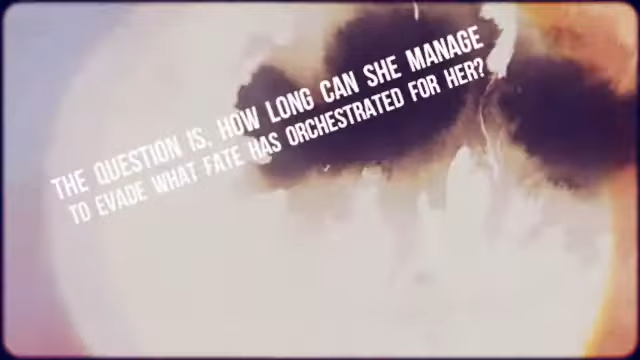 THE QUESTION IS, HOW LONG CAN SHE MANAGE
TO EVADE WHAT FATE HAS ORCHESTRATED FOR HER?